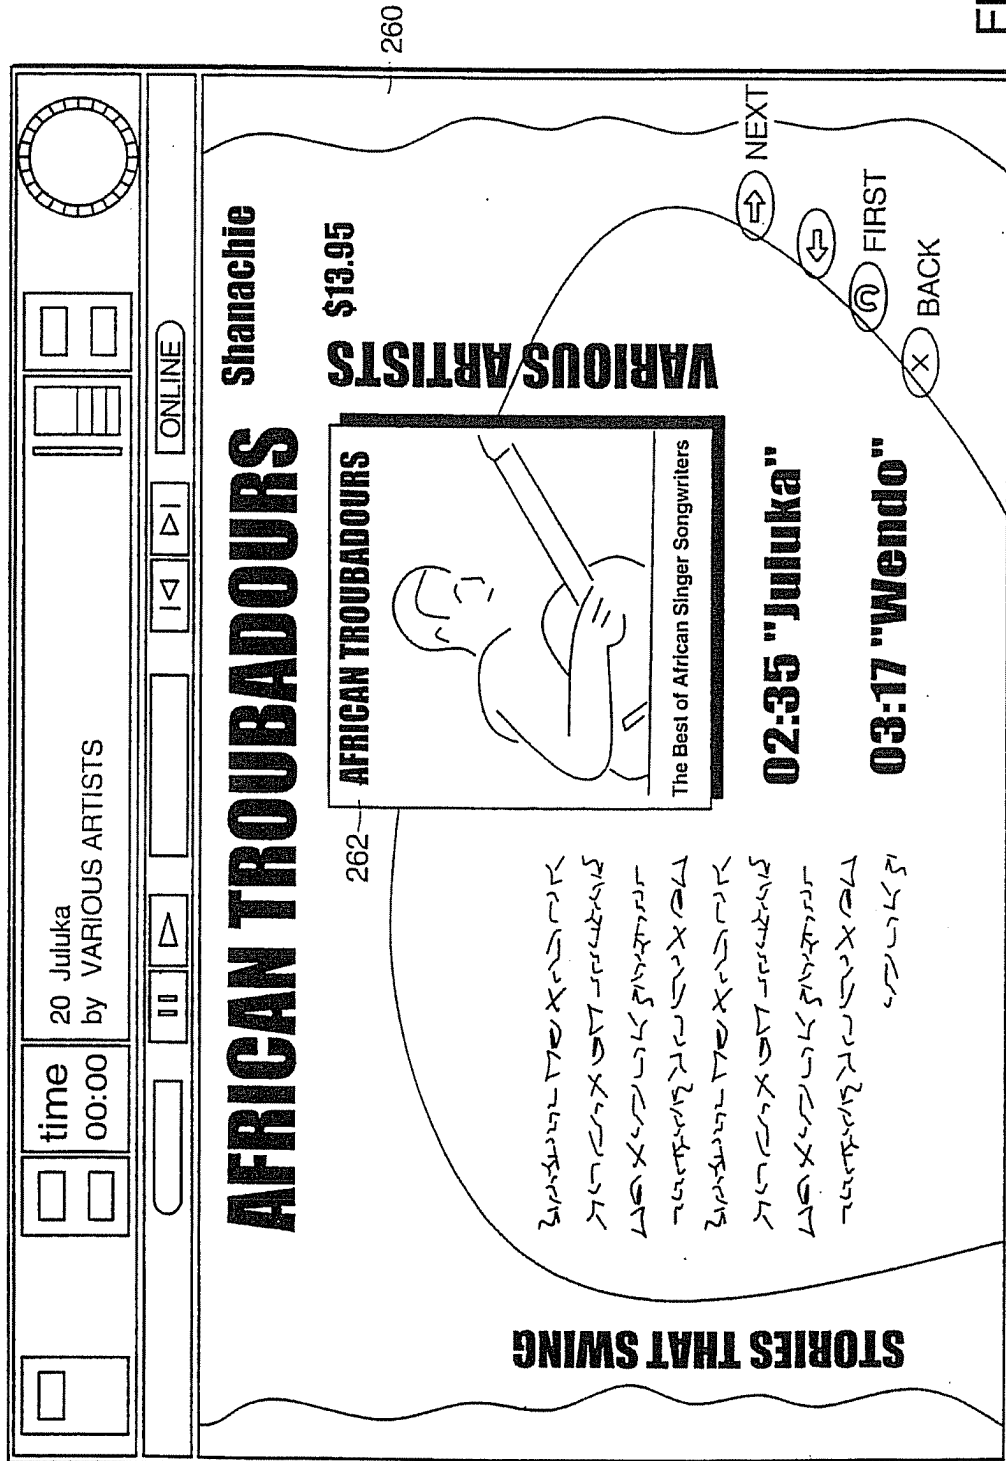 time
00:00
20 Juluka
by VARIOUS ARTISTS
ONLINE
AFRICAN TROUBADOURS
Shanachie
$13.95
VARIOUS ARTISTS
AFRICAN TROUBADOURS
The Best of African Singer Songwriters
02:35 "Juluka"
03:17 "Wendo"
STORIES THAT SWING
NEXT
FIRST
X BACK
260
262